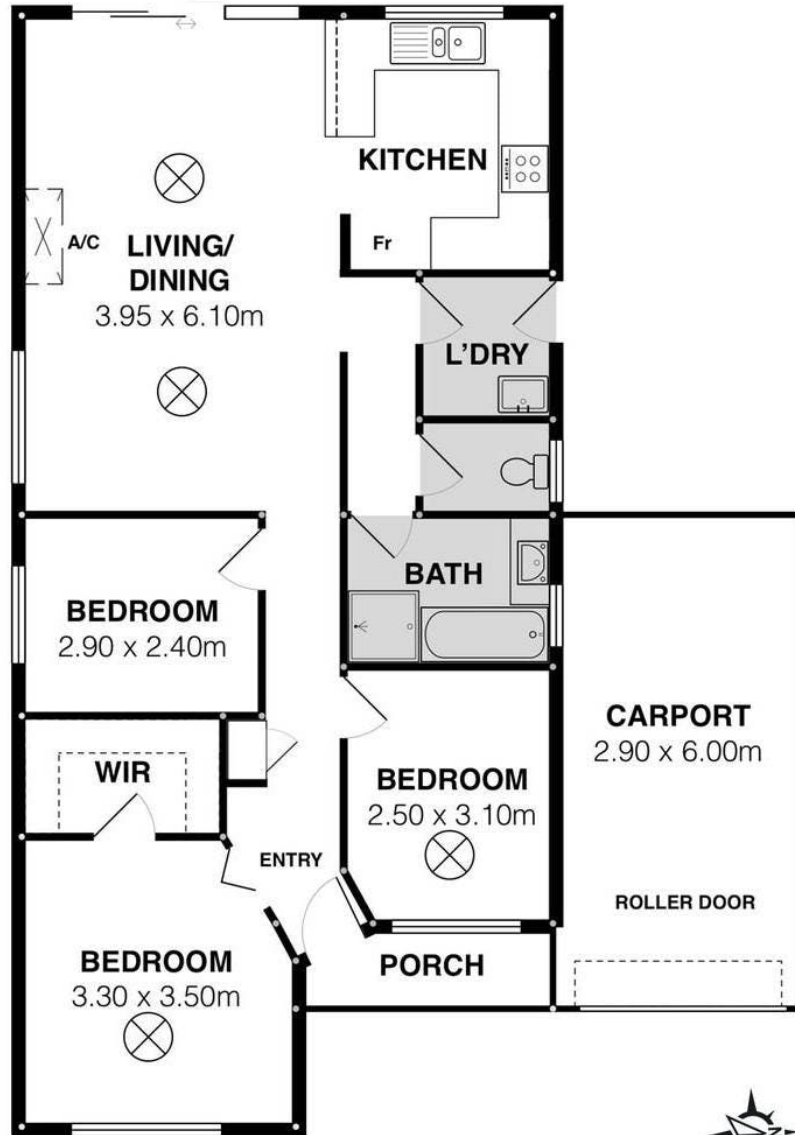 KITCHEN
Fr
A/C
LIVING/
DINING
3.95 x 6.10m
L'DRY
BATH
BEDROOM
2.90 x 2.40m
WIR
BEDROOM
2.50 x 3.10m
CARPORT
2.90 x 6.00m
ENTRY
ROLLER DOOR
PORCH
BEDROOM
3.30 x 3.50m
N